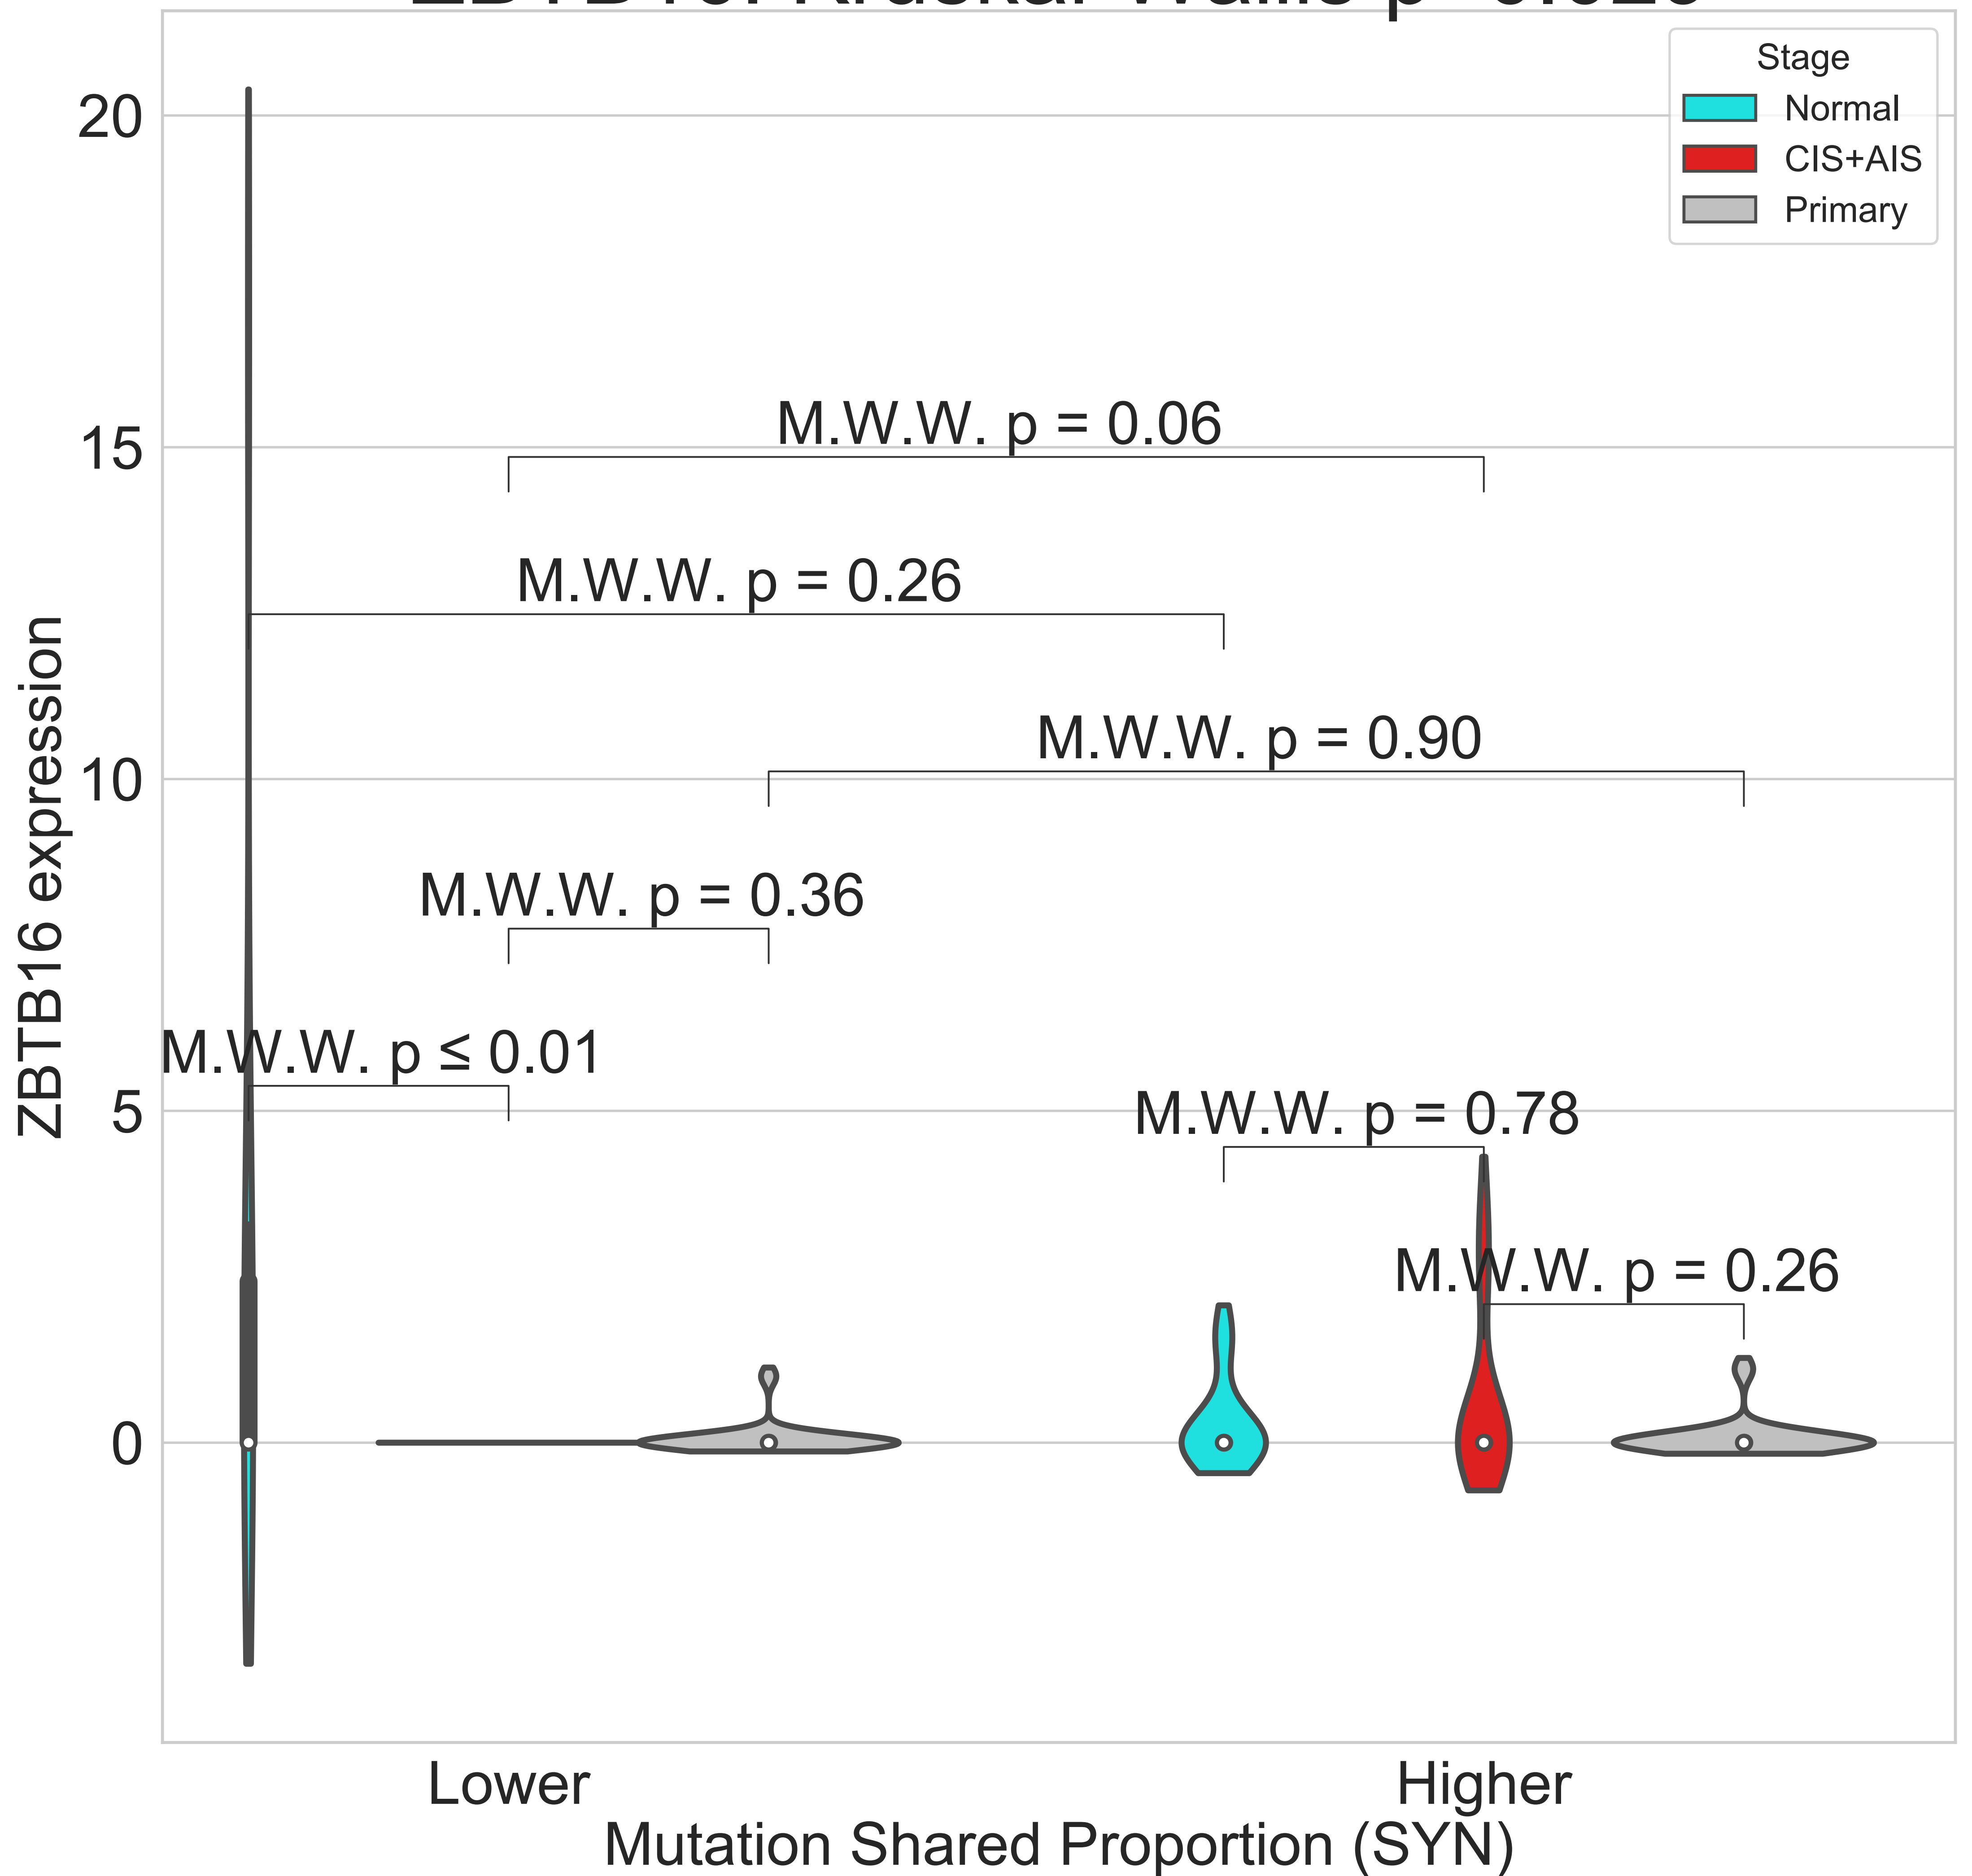 Stage
Normal
CIS+AIS
Primary
20
15
10
5
0
ZBTB16 expression
M.W.W. p = 0.06
M.W.W. p = 0.26
M.W.W. p = 0.90
M.W.W. p = 0.36
M.W.W. p ≤ 0.01
M.W.W. p = 0.78
M.W.W. p = 0.26
Lower
Higher
Mutation Shared Proportion (SYN)